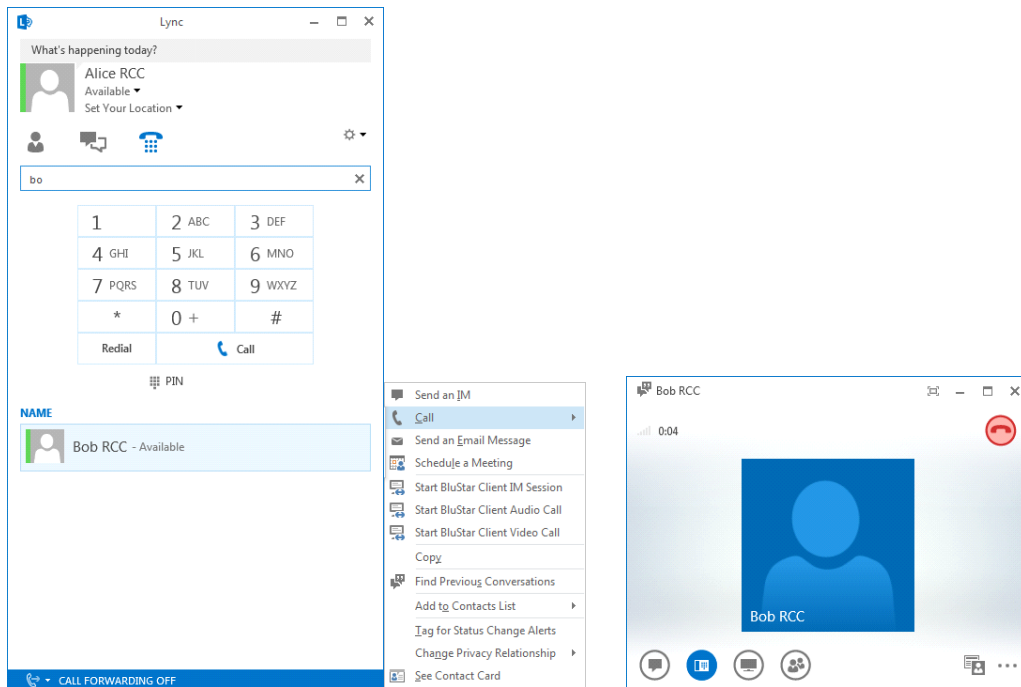 Lync
What's happening today?
Alice RCC
Available
Set Your Location
bo
1
2 ABC
3 DEF
4 GHI
5 JKL
6 MNO
7 PQRS
8 TUV
9 WXYZ
*
0 +
#
Redial
Call
PIN
NAME
Bob RCC - Available
CALL FORWARDING OFF
Send an IM
Call
Send an Email Message
Schedule a Meeting
Start BluStar Client IM Session
Start BluStar Client Audio Call
Start BluStar Client Video Call
Copy
Find Previous Conversations
Add to Contacts List
Tag for Status Change Alerts
Change Privacy Relationship
See Contact Card
Bob RCC
0:04
Bob RCC